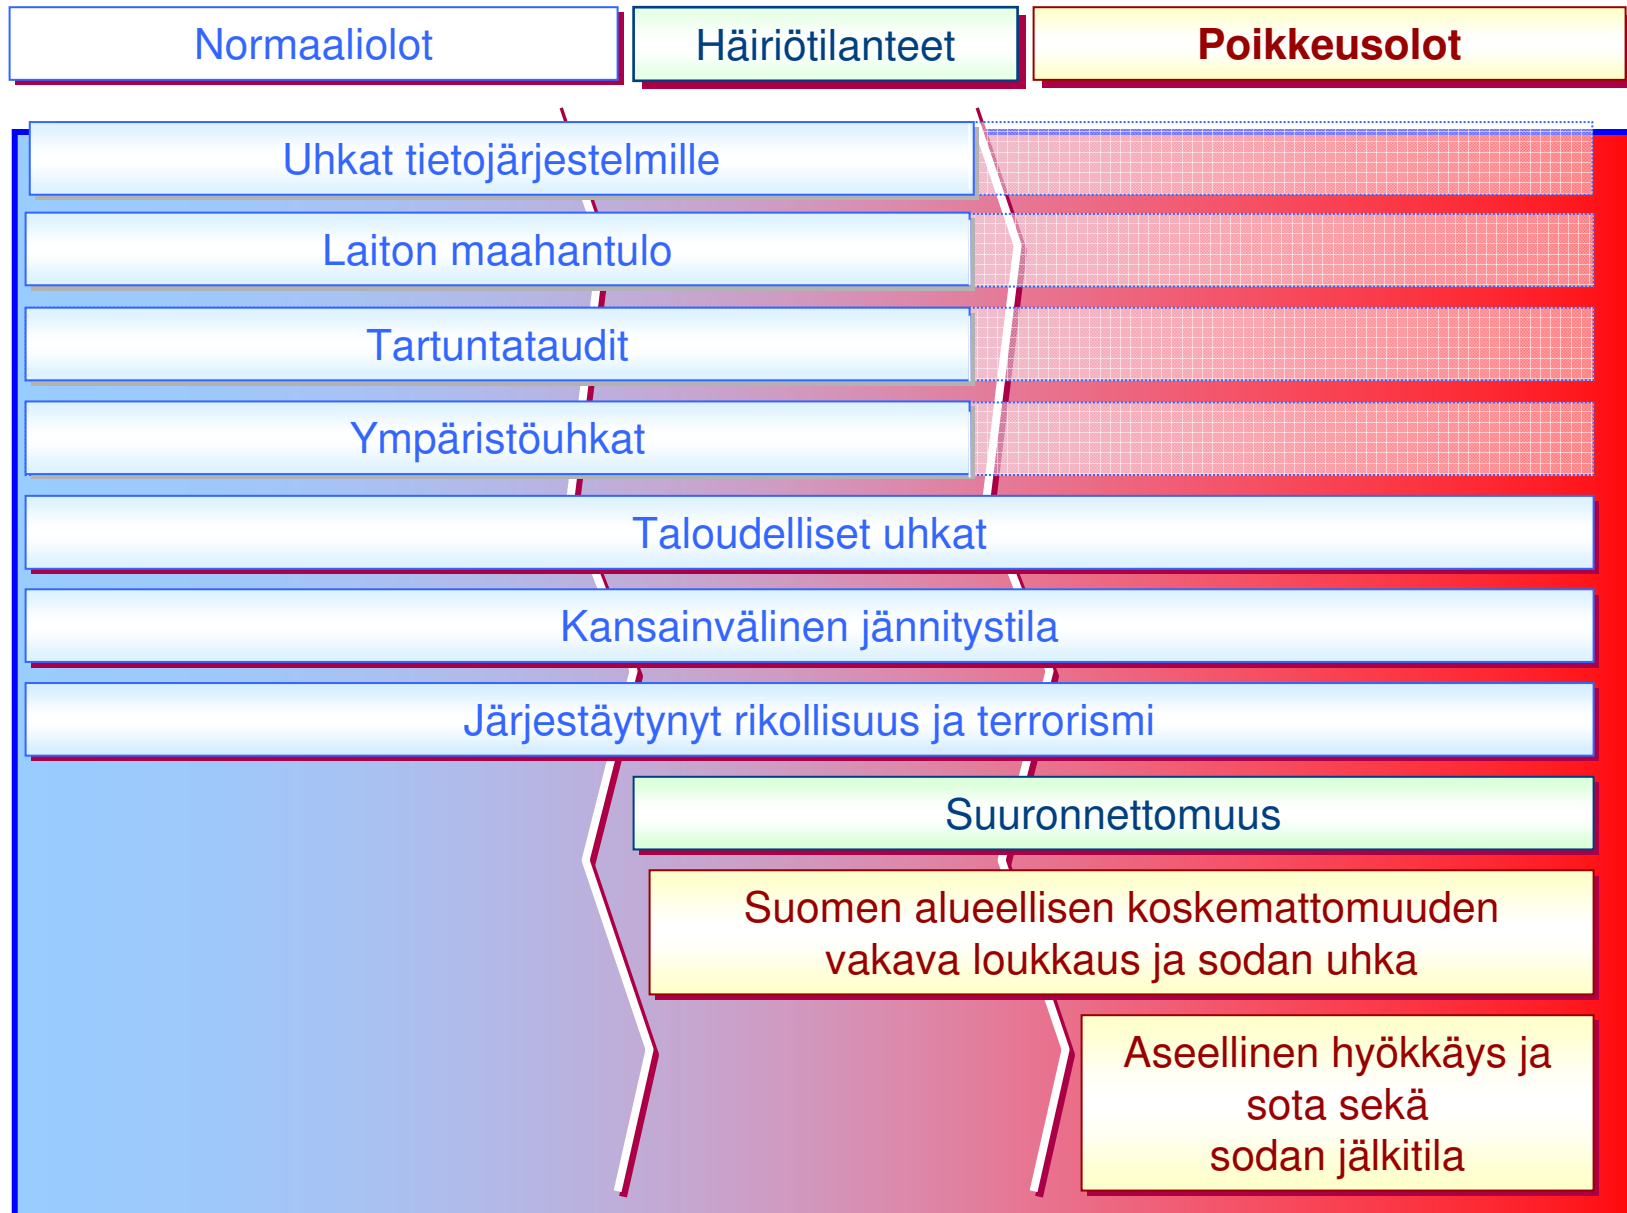 Normaaliolot
Häiriötilanteet
Poikkeusolot
Uhkat tietojärjestelmille
Laiton maahantulo
Tartuntataudit
Ympäristöuhkat
Taloudelliset uhkat
Kansainvälinen jännitystila
Järjestäytynyt rikollisuus ja terrorismi
Suuronnettomuus
Suomen alueellisen koskemattomuuden
vakava loukkaus ja sodan uhka
Aseellinen hyökkäys ja
sota sekä
sodan jälkitila